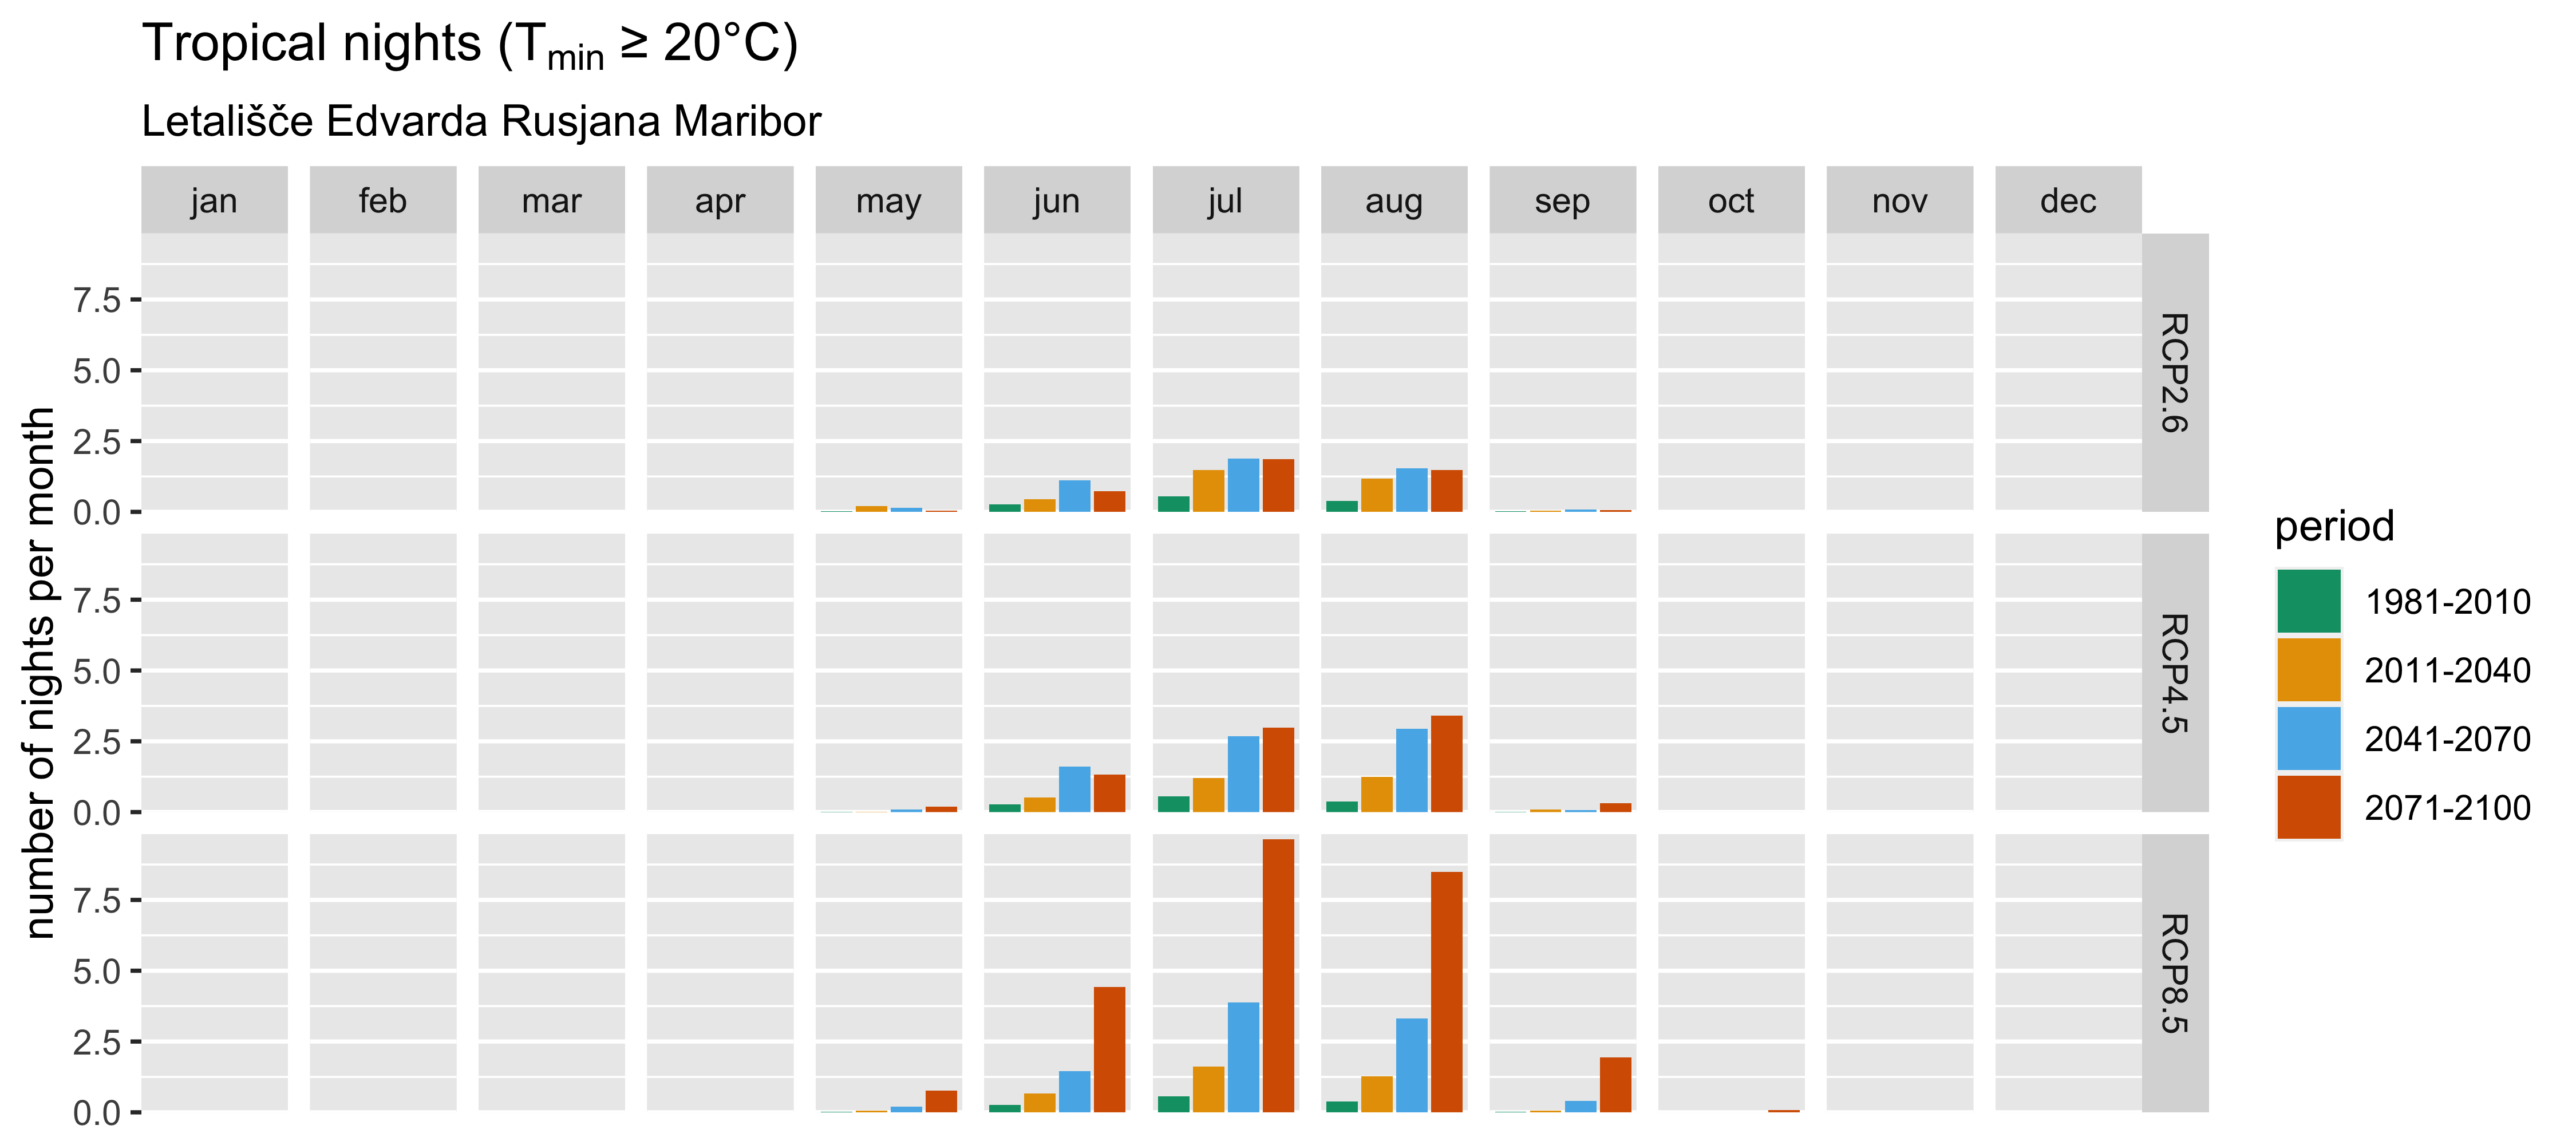 Tropical nights (Tmin ≥ 20°C)
Letališče Edvarda Rusjana Maribor
jan feb mar apr may jun jul aug sep oct nov dec
number of nights per month
7.5
5.0
2.5
0.0
RCP2.6
7.5
5.0
2.5
0.0
RCP4.5
7.5
5.0
2.5
0.0
RCP8.5
period
1981-2010
2011-2040
2041-2070
2071-2100